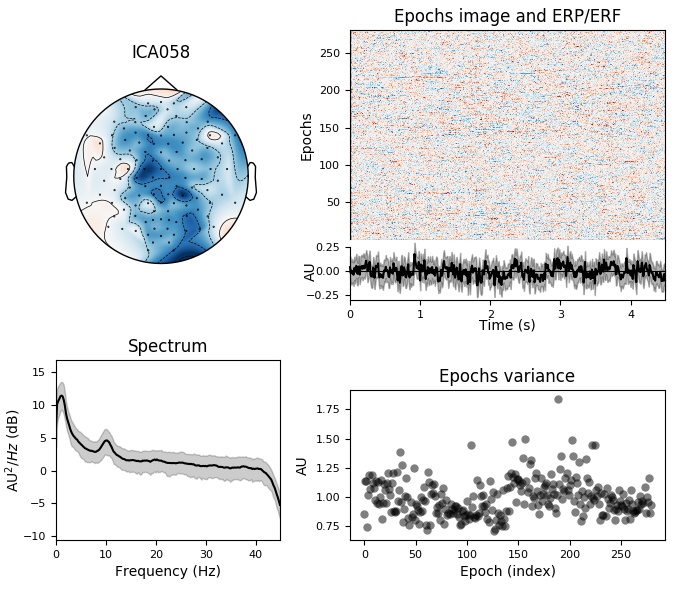 ICA058
Epochs image and ERP/ERF
Epochs
250
200
150
100
50
AU
0.25
0.00
−0.25
0 1 2 3 4
Time (s)
Spectrum
AU²/Hz (dB)
15
10
5
0
−5
−10
0 10 20 30 40
Frequency (Hz)
Epochs variance
AU
1.75
1.50
1.25
1.00
0.75
0 50 100 150 200 250
Epoch (index)